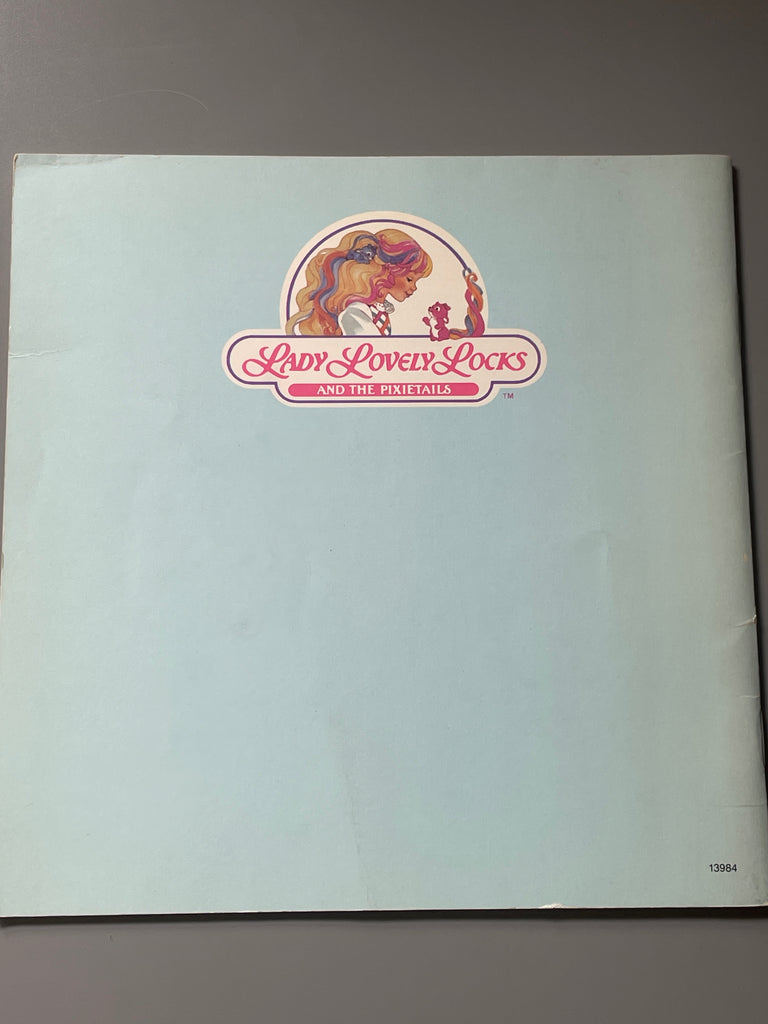 LADY LOVELY LOCKS
AND THE PIXIETAILS
TM
13984